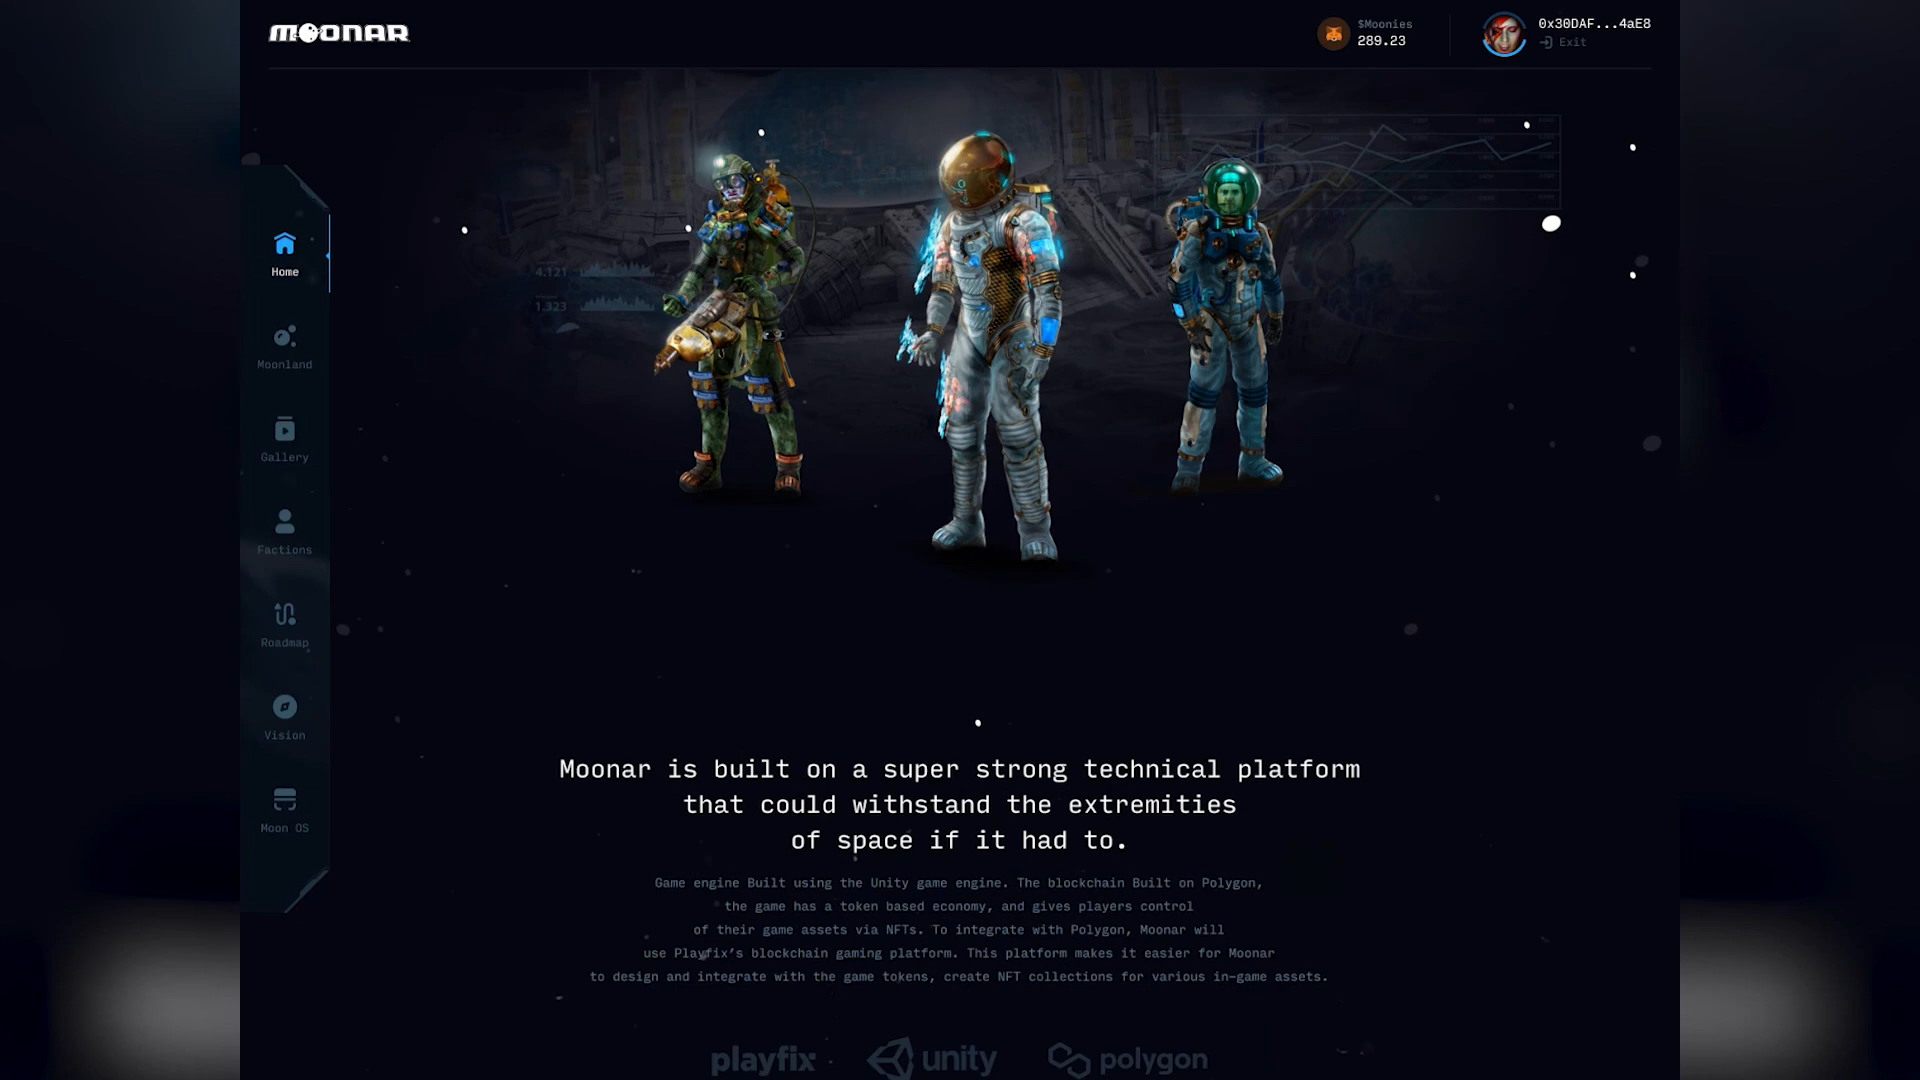 MOONAR
$Moonies
289.23
0x30DAF...4aE8
Exit
4.121
1.323
Home
Moonland
Gallery
Factions
Roadmap
Vision
Moon OS
Moonar is built on a super strong technical platform
that could withstand the extremities
of space if it had to.
Game engine Built using the Unity game engine. The blockchain Built on Polygon,
the game has a token based economy, and gives players control
of their game assets via NFTs. To integrate with Polygon, Moonar will
use Playfix’s blockchain gaming platform. This platform makes it easier for Moonar
to design and integrate with the game tokens, create NFT collections for various in-game assets.
playfix
unity
polygon